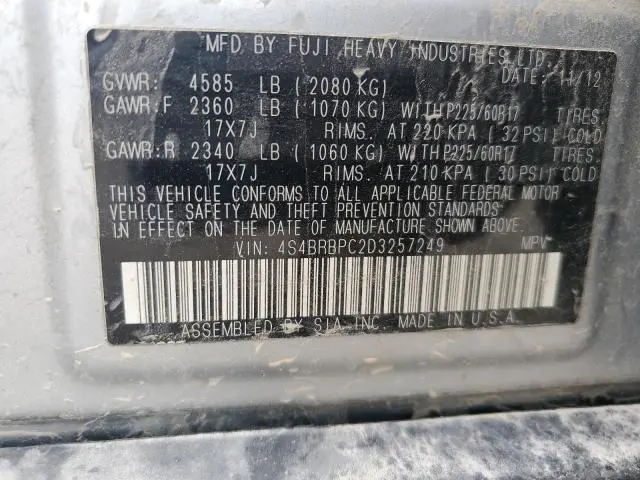 MFD BY FUJI HEAVY INDUSTRIES LTD.
DATE: 11/12
GVWR: 4585 LB (2080 KG)
GAWR:F 2360 LB (1070 KG) WITH P225/60R17 TIRES.
17X7J RIMS. AT 220 KPA (32 PSI) COLD
GAWR:R 2340 LB (1060 KG) WITH P225/60R17 TIRES.
17X7J RIMS. AT 210 KPA (30 PSI) COLD
THIS VEHICLE CONFORMS TO ALL APPLICABLE FEDERAL MOTOR
VEHICLE SAFETY AND THEFT PREVENTION STANDARDS
IN EFFECT ON THE DATE OF MANUFACTURE SHOWN ABOVE.
VIN: 4S4BRBPC2D3257249 MPV
ASSEMBLED BY SIA INC. MADE IN U.S.A.